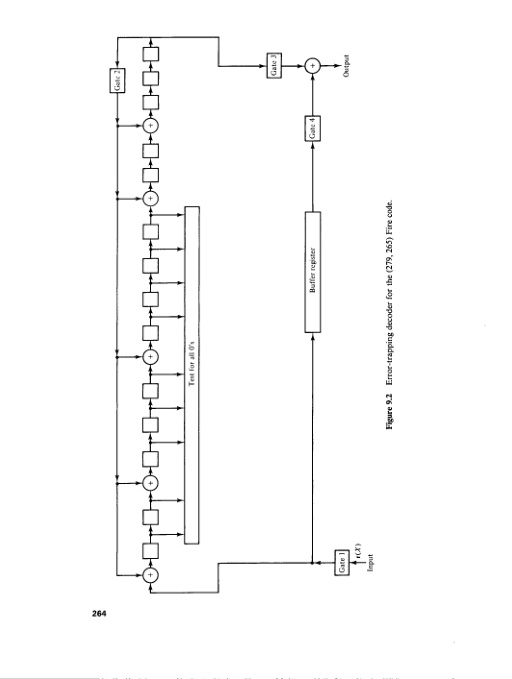 Gate 2
+
+
+
+
+
Test for all 0's
Gate 3
+
Output
Gate 4
Buffer register
Gate 1
r(X)
Input
Figure 9.2 Error-trapping decoder for the (279, 265) Fire code.
264